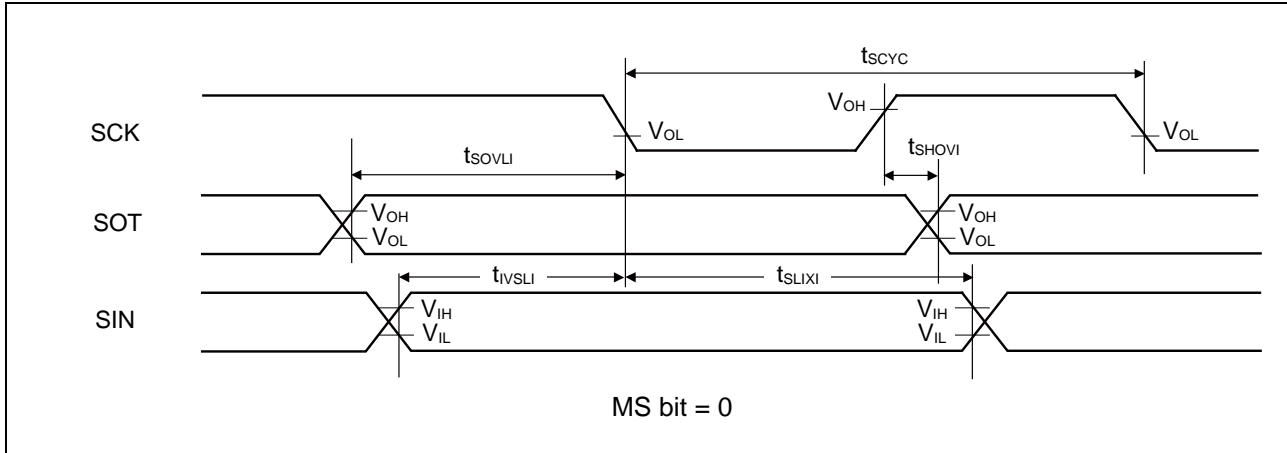 tSCYC
SCK VOH VOL VOL
tSOVLI tSHOVI
SOT VOH VOH
VOL VOL
tIVSLI tSLIXI
SIN VIH VIH
VIL VIL
MS bit = 0